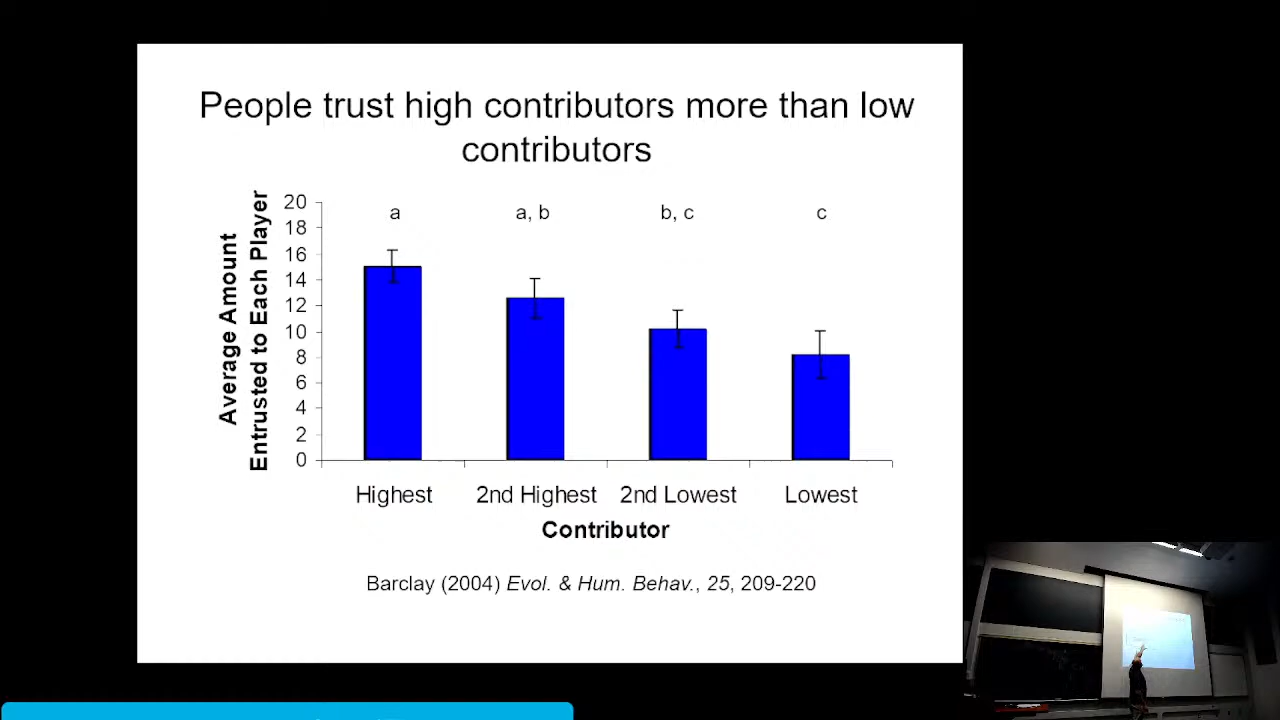 People trust high contributors more than low
contributors
Average Amount
Entrusted to Each Player
20
18
16
14
12
10
8
6
4
2
0
a
a, b
b, c
c
Highest
2nd Highest
2nd Lowest
Lowest
Contributor
Barclay (2004) Evol. & Hum. Behav., 25, 209-220